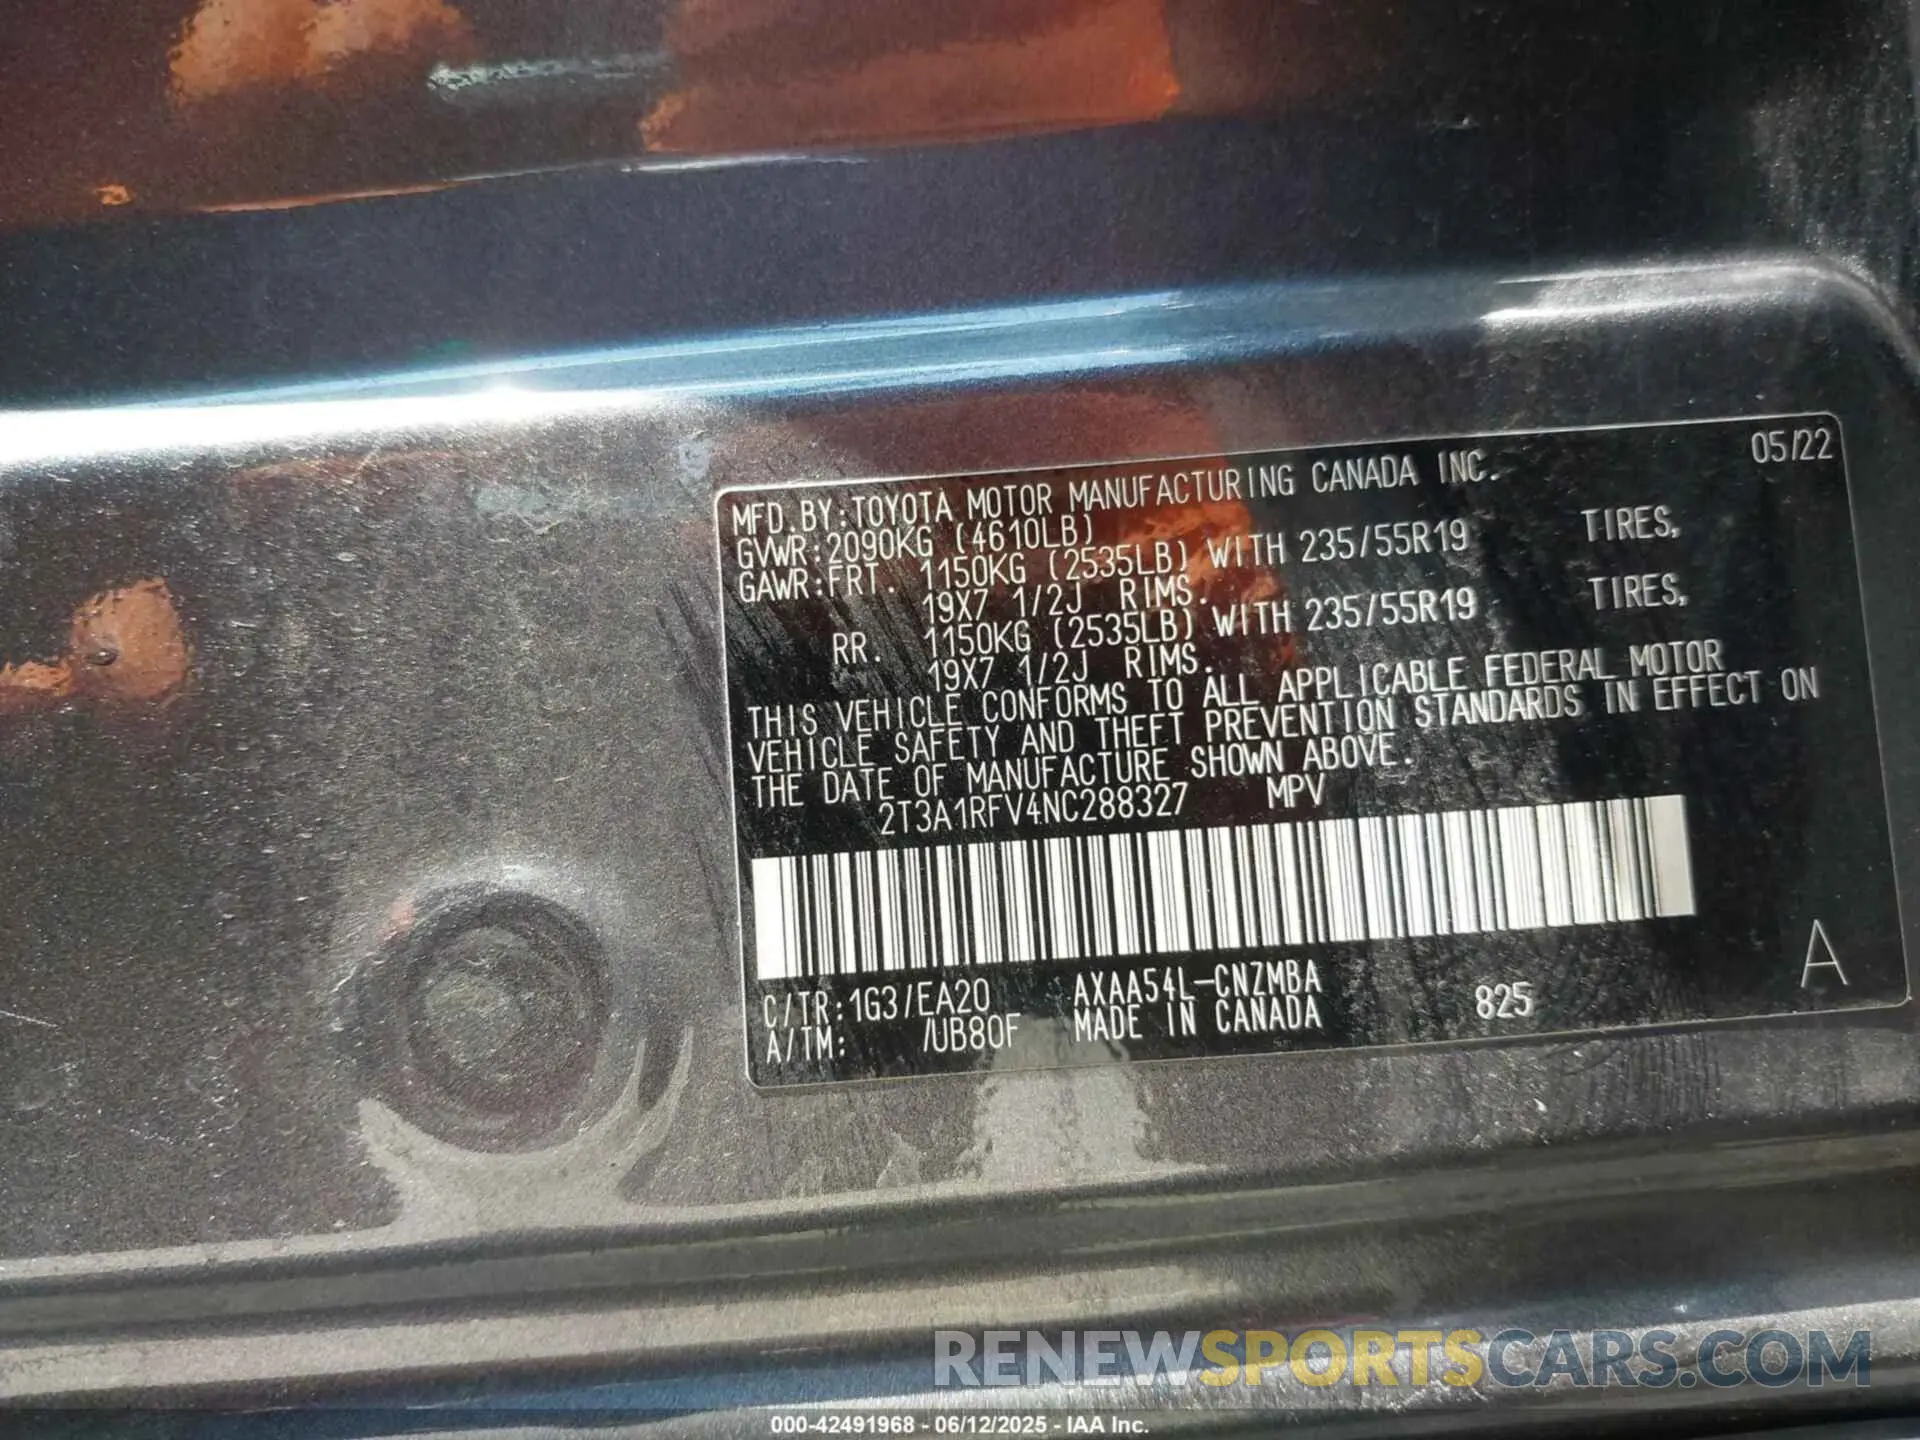 05/22
MFD.BY:TOYOTA MOTOR MANUFACTURING CANADA INC.
GVWR:2090KG (4610LB)
GAWR:FRT. 1150KG (2535LB) WITH 235/55R19 TIRES,
19X7 1/2J RIMS.
RR. 1150KG (2535LB) WITH 235/55R19 TIRES,
19X7 1/2J RIMS.
THIS VEHICLE CONFORMS TO ALL APPLICABLE FEDERAL MOTOR
VEHICLE SAFETY AND THEFT PREVENTION STANDARDS IN EFFECT ON
THE DATE OF MANUFACTURE SHOWN ABOVE.
2T3A1RFV4NC288327 MPV
C/TR:1G3/EA20 AXAA54L-CNZMBA 825 A
A/TM: /UB80F MADE IN CANADA
RENEWSPORTSCARS.COM
000-42491968 - 06/12/2025 - IAA Inc.